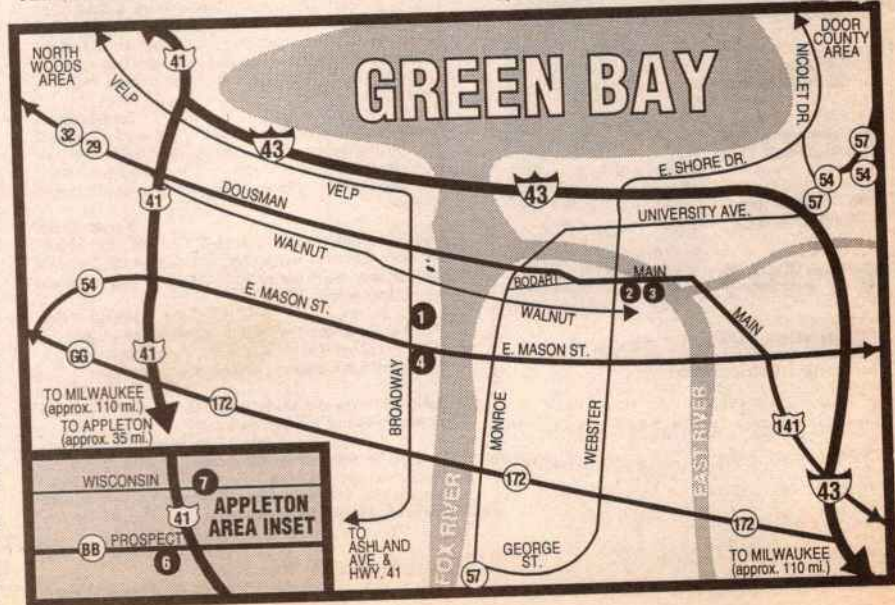 NORTH
WOODS
AREA
VELP
41
DOOR
COUNTY
AREA
NICOLET DR.
GREEN BAY
32
29
43
57
54
54
57
E. SHORE DR.
41
DOUSMAN
VELP
43
UNIVERSITY AVE.
WALNUT
MAIN
BODART
2
3
54
E. MASON ST.
1
WALNUT
MAIN
4
E. MASON ST.
GG
41
172
TO MILWAUKEE
(approx. 110 mi.)
TO APPLETON
(approx. 35 mi.)
BROADWAY
MONROE
WEBSTER
EAST RIVER
141
172
43
WISCONSIN
7
41
APPLETON
AREA INSET
BB
PROSPECT
6
TO
ASHLAND
AVE. &
HWY. 41
FOX RIVER
GEORGE
ST.
57
172
TO MILWAUKEE
(approx. 110 mi.)